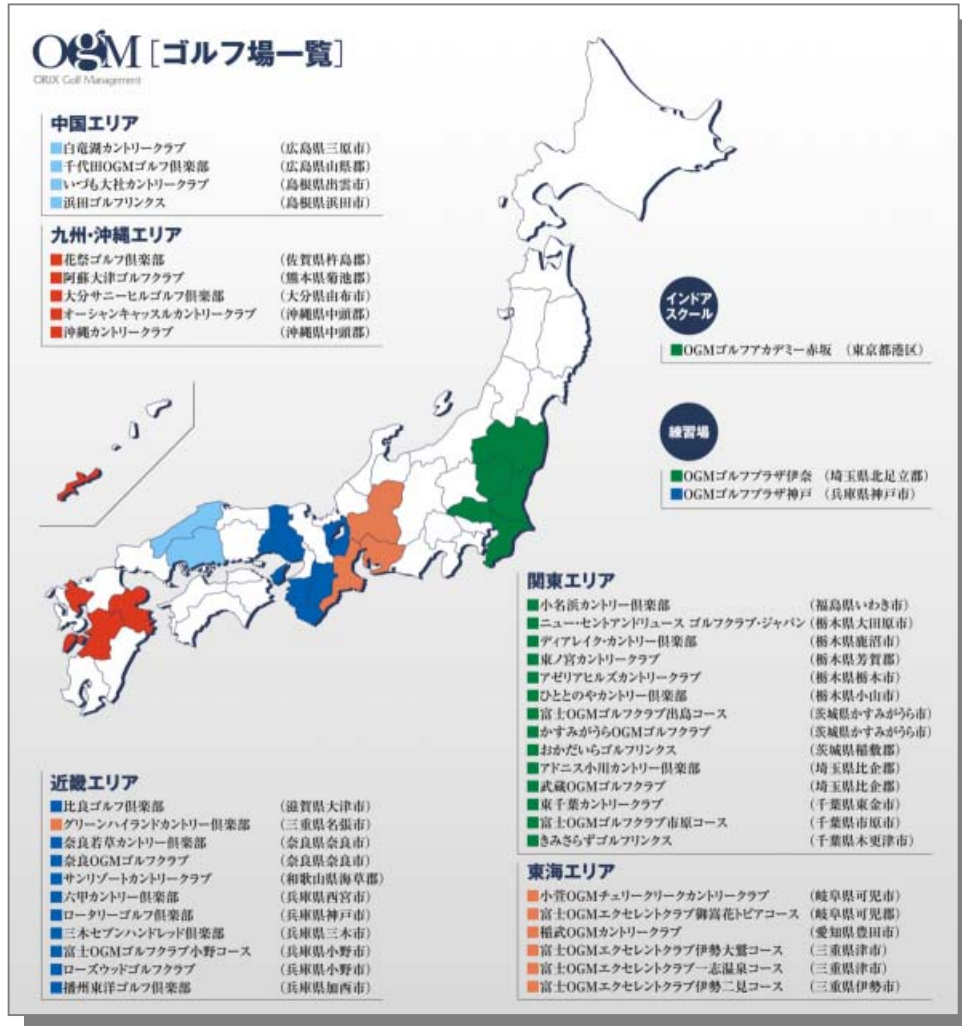 OGM [ゴルフ場一覧]
ORIX Golf Management
中国エリア
白竜湖カントリークラブ （広島県三原市）
千代田OGMゴルフ倶楽部 （広島県山県郡）
いづも大社カントリークラブ （島根県出雲市）
浜田ゴルフリンクス （島根県浜田市）
九州・沖縄エリア
花祭ゴルフ倶楽部 （佐賀県杵島郡）
阿蘇大津ゴルフクラブ （熊本県菊池郡）
大分サニーヒルゴルフ倶楽部 （大分県由布市）
オーシャンキャッスルカントリークラブ （沖縄県中頭郡）
沖縄カントリークラブ （沖縄県中頭郡）
インドア
スクール
OGMゴルフアカデミー赤坂 （東京都港区）
練習場
OGMゴルフプラザ伊奈 （埼玉県北足立郡）
OGMゴルフプラザ神戸 （兵庫県神戸市）
関東エリア
小名浜カントリー倶楽部 （福島県いわき市）
ニュー・セントアンドリュース ゴルフクラブ・ジャパン （栃木県大田原市）
ディアレイク・カントリー倶楽部 （栃木県鹿沼市）
東ノ宮カントリークラブ （栃木県芳賀郡）
アゼリアヒルズカントリークラブ （栃木県栃木市）
ひととのやカントリー倶楽部 （栃木県小山市）
富士OGMゴルフクラブ出島コース （茨城県かすみがうら市）
かすみがうらOGMゴルフクラブ （茨城県かすみがうら市）
おかだいらゴルフリンクス （茨城県稲敷郡）
アドニス小川カントリー倶楽部 （埼玉県比企郡）
武蔵OGMゴルフクラブ （埼玉県比企郡）
東千葉カントリークラブ （千葉県東金市）
富士OGMゴルフクラブ市原コース （千葉県市原市）
きみさらずゴルフリンクス （千葉県木更津市）
近畿エリア
比良ゴルフ倶楽部 （滋賀県大津市）
グリーンハイランドカントリー倶楽部 （三重県名張市）
奈良若草カントリー倶楽部 （奈良県奈良市）
奈良OGMゴルフクラブ （奈良県奈良市）
サンリゾートカントリークラブ （和歌山県海草郡）
六甲カントリー倶楽部 （兵庫県西宮市）
ロータリーゴルフ倶楽部 （兵庫県神戸市）
三木セブンハンドレッド倶楽部 （兵庫県三木市）
富士OGMゴルフクラブ小野コース （兵庫県小野市）
ローズウッドゴルフクラブ （兵庫県小野市）
播州東洋ゴルフ倶楽部 （兵庫県加西市）
東海エリア
小萱OGMチェリークリークカントリークラブ （岐阜県可児市）
富士OGMエクセレントクラブ御嵩花トピアコース （岐阜県可児郡）
稲武OGMカントリークラブ （愛知県豊田市）
富士OGMエクセレントクラブ伊勢大鷲コース （三重県津市）
富士OGMエクセレントクラブ一志温泉コース （三重県津市）
富士OGMエクセレントクラブ伊勢二見コース （三重県伊勢市）